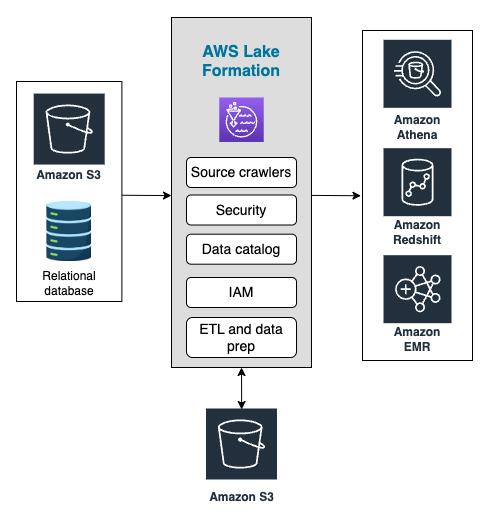 Amazon S3
Relational
database
AWS Lake
Formation
Source crawlers
Security
Data catalog
IAM
ETL and data
prep
Amazon
Athena
Amazon
Redshift
Amazon
EMR
Amazon S3